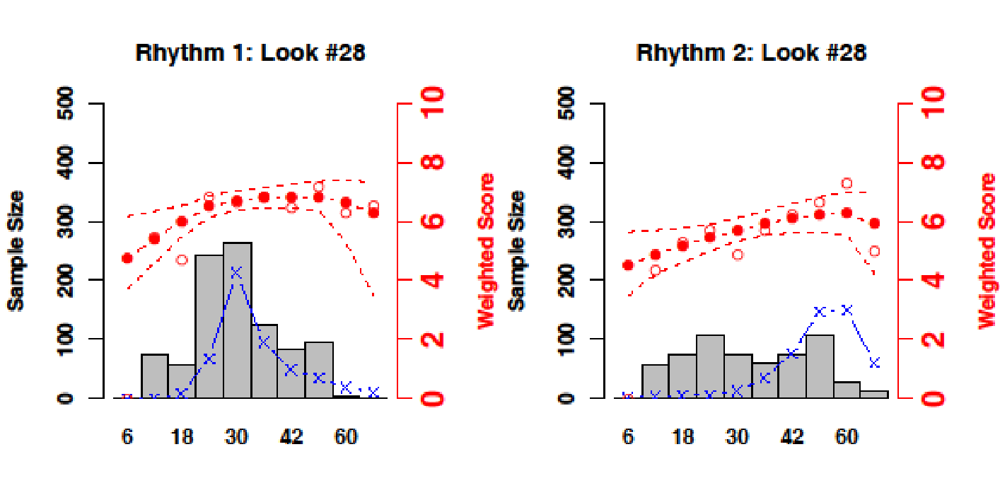 Rhythm 1: Look #28
Sample Size
0 100 200 300 400 500
6 18 30 42 60
0 2 4 6 8 10
Weighted Score
Rhythm 2: Look #28
Sample Size
0 100 200 300 400 500
6 18 30 42 60
0 2 4 6 8 10
Weighted Score